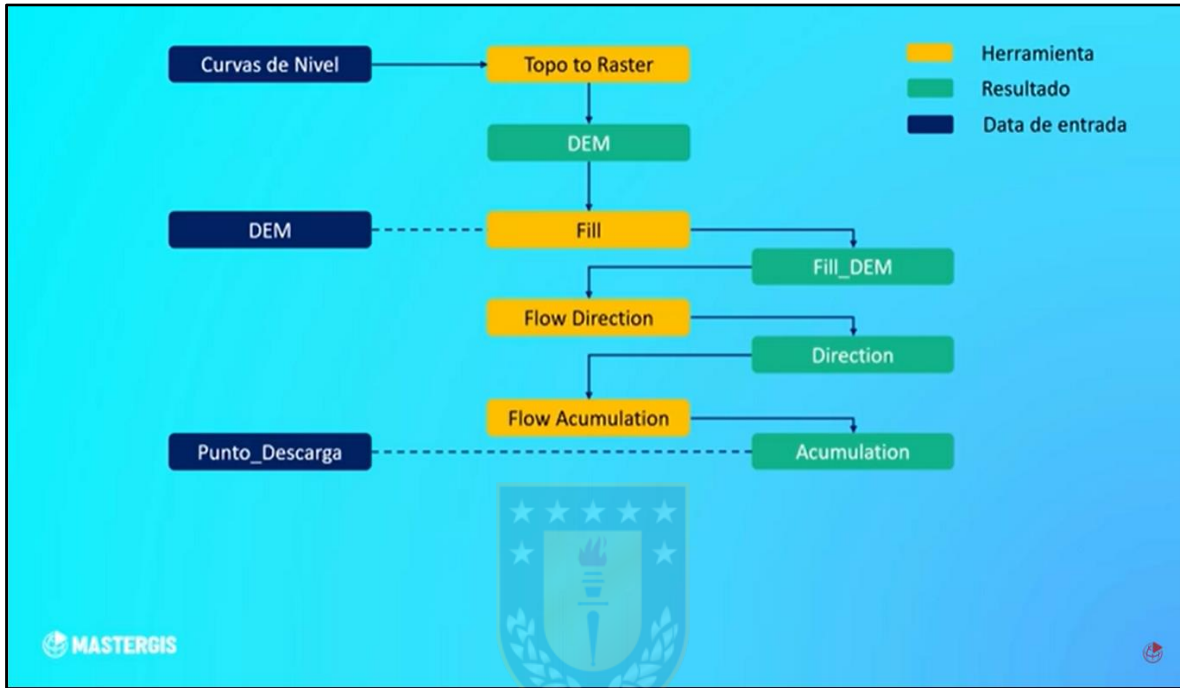 Curvas de Nivel
Topo to Raster
Herramienta
Resultado
Data de entrada
DEM
DEM
Fill
Fill_DEM
Flow Direction
Direction
Flow Acumulation
Punto_Descarga
Acumulation
MASTERGIS